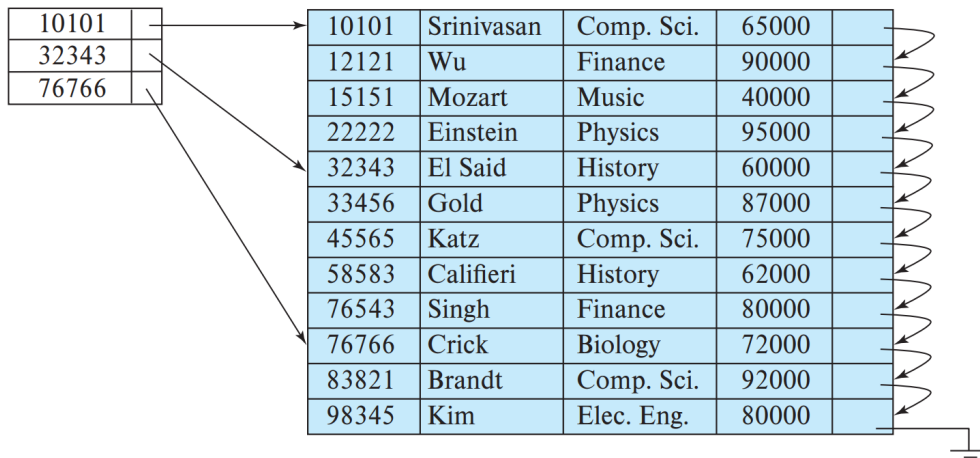 10101
32343
76766
10101 Srinivasan Comp. Sci. 65000
12121 Wu Finance 90000
15151 Mozart Music 40000
22222 Einstein Physics 95000
32343 El Said History 60000
33456 Gold Physics 87000
45565 Katz Comp. Sci. 75000
58583 Califieri History 62000
76543 Singh Finance 80000
76766 Crick Biology 72000
83821 Brandt Comp. Sci. 92000
98345 Kim Elec. Eng. 80000